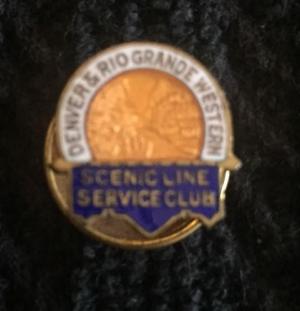 DENVER & RIO GRANDE WESTERN
SCENIC LINE
SERVICE CLUB